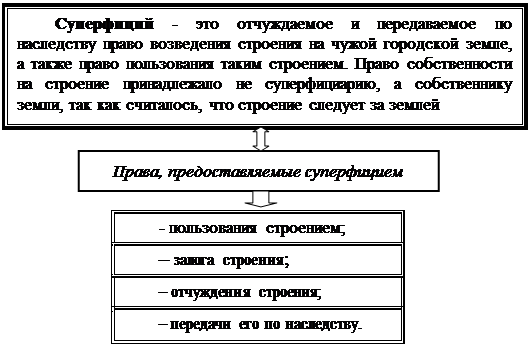 Суперфиций - это отчуждаемое и передаваемое по
наследству право возведения строения на чужой городской земле,
а также право пользования таким строением. Право собственности
на строение принадлежало не суперфициарию, а собственнику
земли, так как считалось, что строение следует за землей
Права, предоставляемые суперфицием
- пользования строением;
– залога строения;
– отчуждения строения;
– передачи его по наследству.